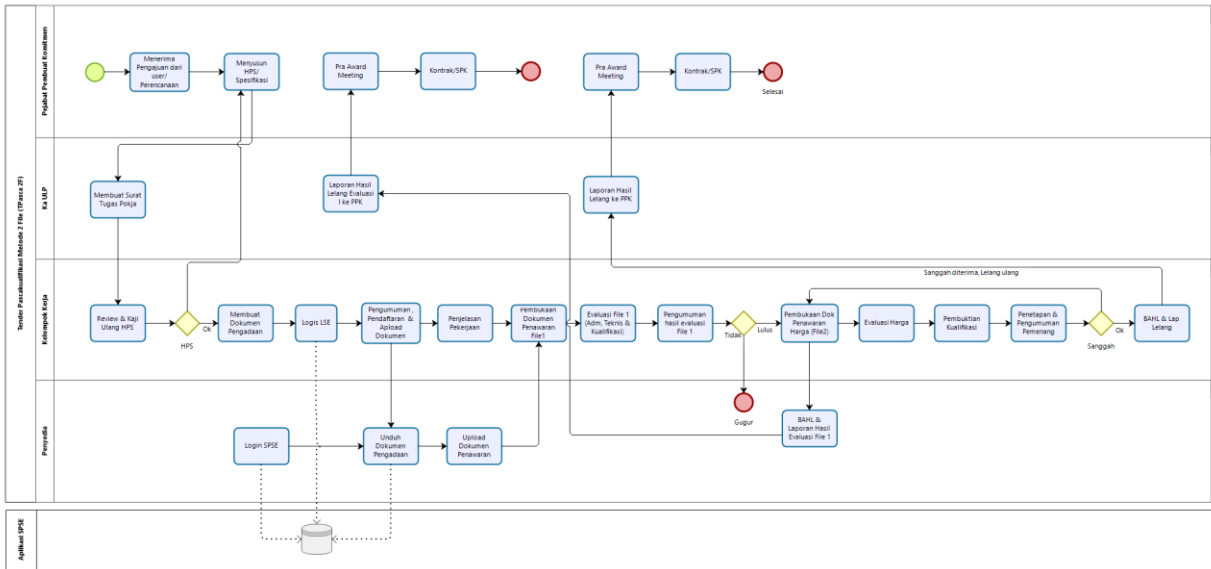 Tender Pascakualifikasi Metode 2 File (TPasca 2F)
Pejabat Pembuat Komitmen
Menerima
Pengajuan dari
user/
Perencanaan
Menyusun
HPS/
Spesifikasi
Pra Award
Meeting
Kontrak/SPK
Pra Award
Meeting
Kontrak/SPK
Selesai
Ka ULP
Membuat Surat
Tugas Pokja
Laporan Hasil
Lelang Evaluasi
I ke PPK
Laporan Hasil
Lelang ke PPK
Kelompok Kerja
Sanggah diterima, Lelang ulang
Review & Kaji
Ulang HPS
Ok
HPS
Membuat
Dokumen
Pengadaan
Logis LSE
Pengumuman ,
Pendaftaran &
Upload
Dokumen
Penjelasan
Pekerjaan
Pembukaan
Dokumen
Penawaran
File1
Evaluasi File 1
(Adm, Teknis &
Kualifikasi)
Pengumuman
hasil evaluasi
File 1
Tidak
Lulus
Pembukaan Dok
Penawaran
Harga (File2)
Evaluasi Harga
Pembuktian
Kualifikasi
Penetapan &
Pengumuman
Pemenang
Ok
Sanggah
BAHL & Lap
Lelang
Penyedia
Gugur
Login SPSE
Unduh
Dokumen
Pengadaan
Upload
Dokumen
Penawaran
BAHL &
Laporan Hasil
Evaluasi File 1
Aplikasi SPSE